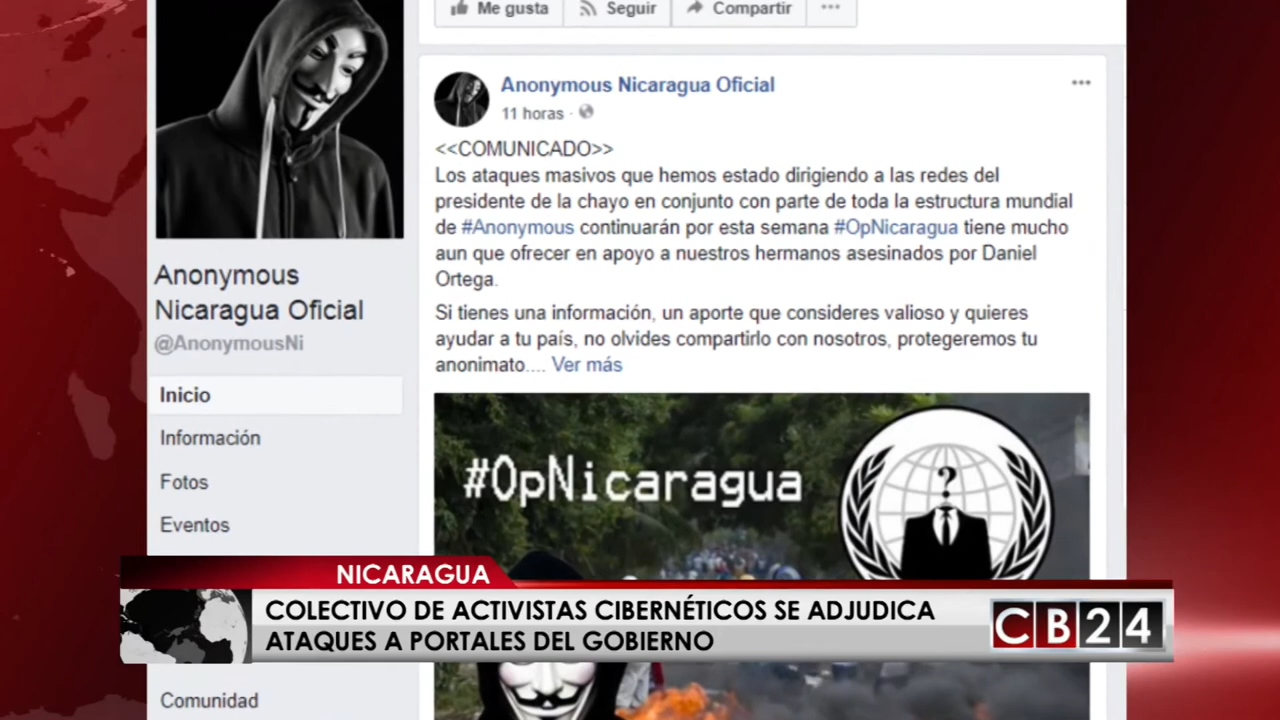 Me gusta
Seguir
Compartir
Anonymous Nicaragua Oficial
11 horas ·
<<COMUNICADO>>
Los ataques masivos que hemos estado dirigiendo a las redes del
presidente de la chayo en conjunto con parte de toda la estructura mundial
de #Anonymous continuarán por esta semana #OpNicaragua tiene mucho
aun que ofrecer en apoyo a nuestros hermanos asesinados por Daniel
Ortega.
Si tienes una información, un aporte que consideres valioso y quieres
ayudar a tu país, no olvides compartirlo con nosotros, protegeremos tu
anonimato.... Ver más
Anonymous
Nicaragua Oficial
@AnonymousNi
Inicio
Información
Fotos
Eventos
Comunidad
#OpNicaragua
?
NICARAGUA
COLECTIVO DE ACTIVISTAS CIBERNÉTICOS SE ADJUDICA
ATAQUES A PORTALES DEL GOBIERNO
CB24